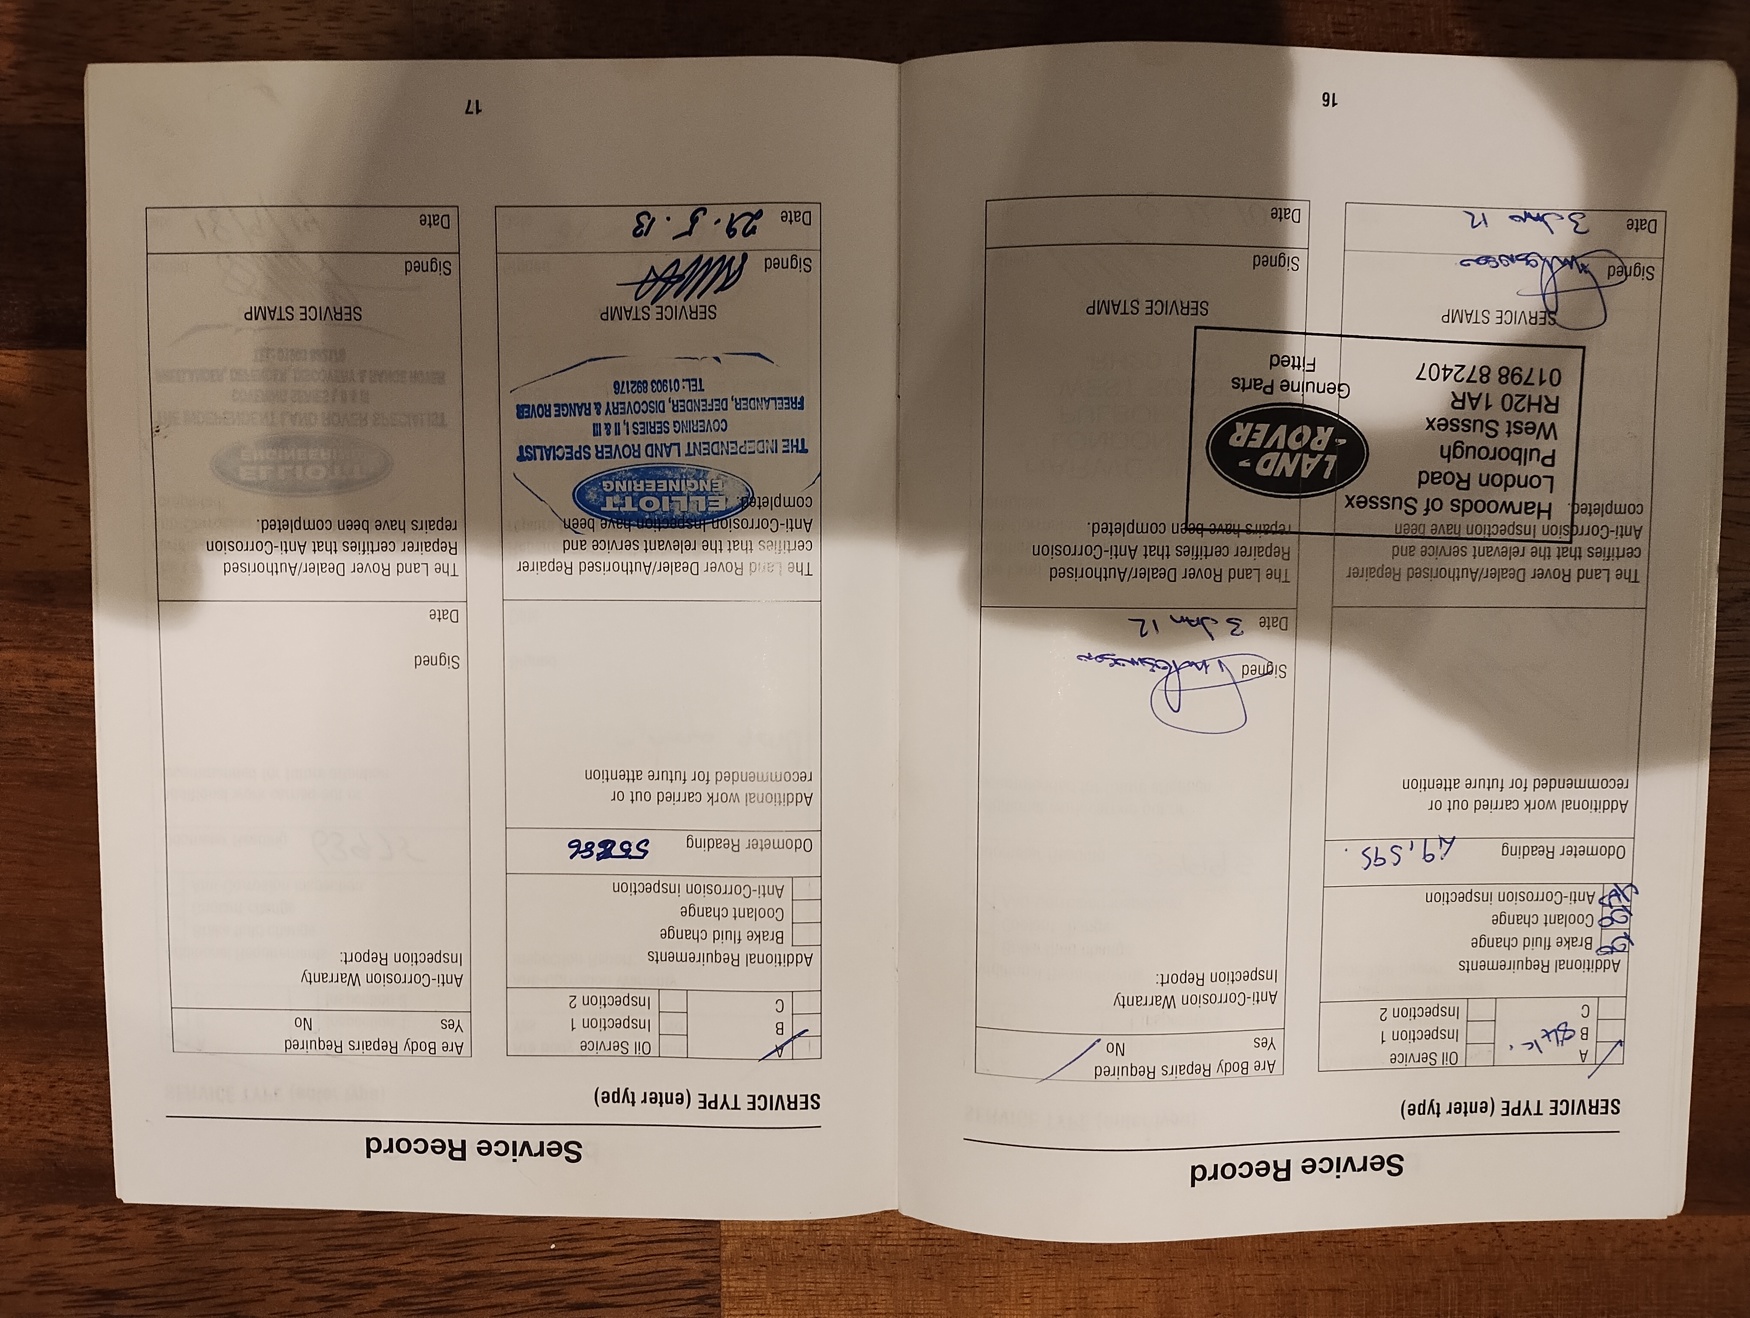 Service Record
SERVICE TYPE (enter type)
A
B
C
84k.
Oil Service
Inspection 1
Inspection 2
Additional Requirements
Brake fluid change
Coolant change
Anti-Corrosion inspection
Odometer Reading 49,595.
Additional work carried out or
recommended for future attention
The Land Rover Dealer/Authorised Repairer
certifies that the relevant service and
Anti-Corrosion Inspection have been
completed.
Harwoods of Sussex
London Road
Pulborough
West Sussex
RH20 1AR
01798 872407
LAND-
-ROVER
Genuine Parts
Fitted
SERVICE STAMP
Signed
Date 3 Jan 12
Are Body Repairs Required
Yes No
Anti-Corrosion Warranty
Inspection Report:
Signed
Date 3 Jan 12
The Land Rover Dealer/Authorised
Repairer certifies that Anti-Corrosion
repairs have been completed.
SERVICE STAMP
Signed
Date
16
Service Record
SERVICE TYPE (enter type)
A
B
C
Oil Service
Inspection 1
Inspection 2
Additional Requirements
Brake fluid change
Coolant change
Anti-Corrosion inspection
Odometer Reading
Additional work carried out or
recommended for future attention
The Land Rover Dealer/Authorised Repairer
certifies that the relevant service and
Anti-Corrosion Inspection have been
completed.
ELLIOTT
ENGINEERING
THE INDEPENDENT LAND ROVER SPECIALIST
COVERING SERIES I, II & III
FREELANDER, DEFENDER, DISCOVERY & RANGE ROVER
TEL: 01903 892176
SERVICE STAMP
Signed
Date 29.5.13
Are Body Repairs Required
Yes No
Anti-Corrosion Warranty
Inspection Report:
Signed
Date
The Land Rover Dealer/Authorised
Repairer certifies that Anti-Corrosion
repairs have been completed.
SERVICE STAMP
Signed
Date
17